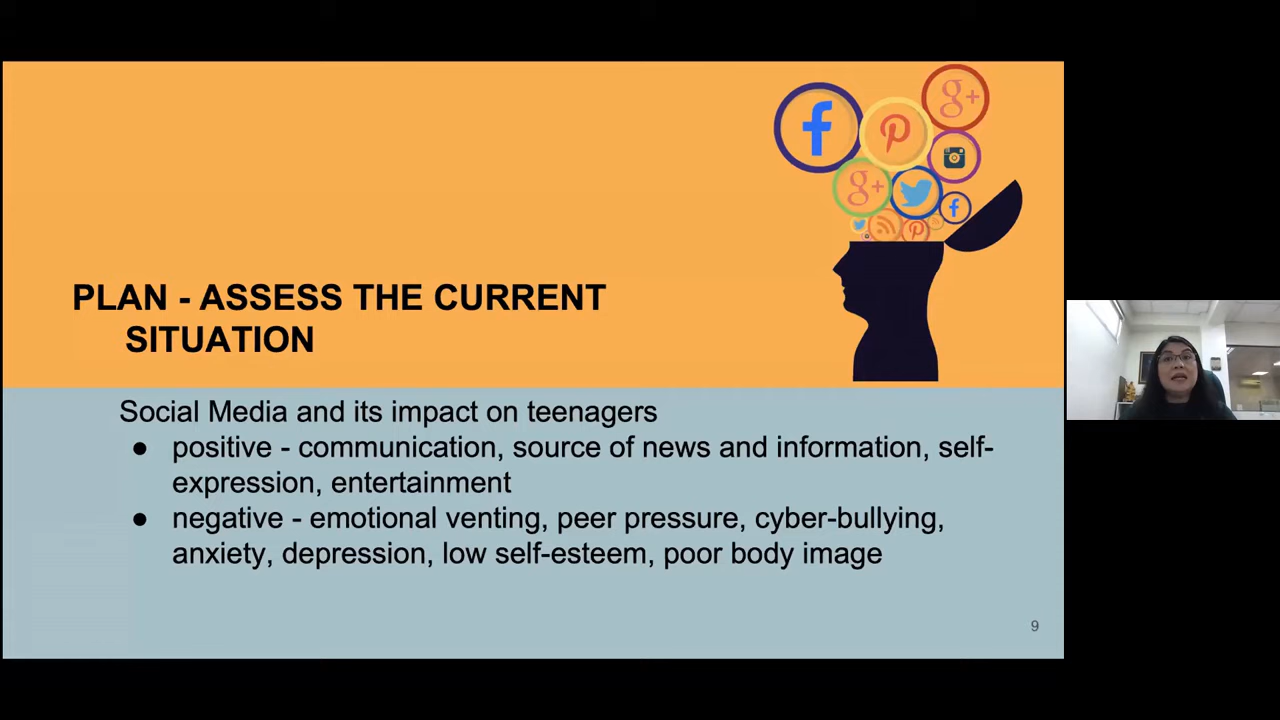 PLAN - ASSESS THE CURRENT
SITUATION
Social Media and its impact on teenagers
● positive - communication, source of news and information, self-
expression, entertainment
● negative - emotional venting, peer pressure, cyber-bullying,
anxiety, depression, low self-esteem, poor body image
9